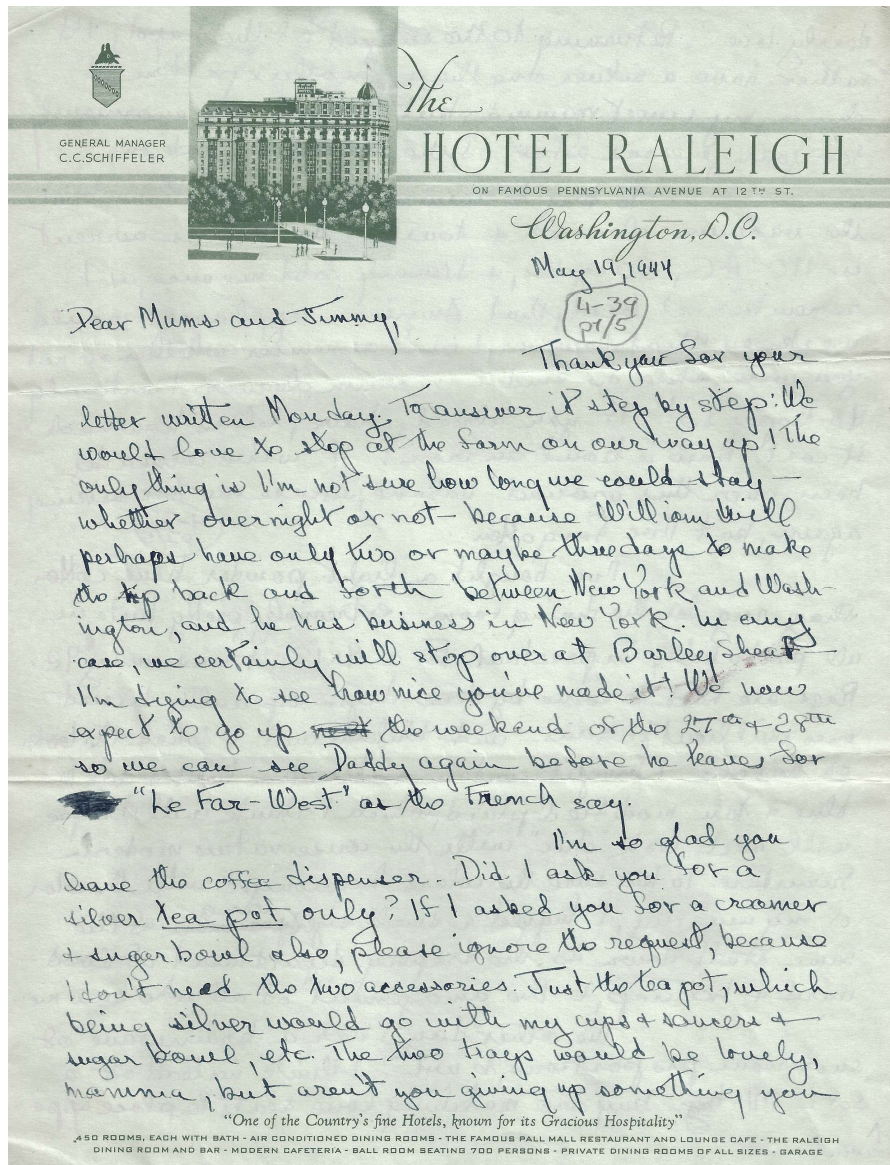 The
HOTEL RALEIGH
GENERAL MANAGER
C.C.SCHIFFELER
ON FAMOUS PENNSYLVANIA AVENUE AT 12TH ST.
Washington, D.C.
May 19, 1944
4-39
pt/5
Dear Mums and Jimmy,
Thank you for your
letter written Monday. To answer it step by step: We
would love to stop at the farm on our way up! The
only thing is I'm not sure how long we could stay—
whether overnight or not—because William will
perhaps have only two or maybe three days to make
the trip back and forth between New York and Wash-
ington, and he has business in New York. In any
case, we certainly will stop over at Barley Sheaf—
I'm dying to see how nice you've made it! We now
expect to go up next the weekend of the 27th & 28th
so we can see Daddy again before he leaves for
"Le Far-West" as the French say.
I'm so glad you
have the coffee dispenser. Did I ask you for a
silver tea pot only? If I asked you for a creamer
& sugar bowl also, please ignore the request, because
I don't need the two accessories. Just the tea pot, which
being silver would go with my cups & saucers &
sugar bowl, etc. The two trays would be lovely,
mamma, but aren't you giving up something you
"One of the Country's fine Hotels, known for its Gracious Hospitality"
450 ROOMS, EACH WITH BATH - AIR CONDITIONED DINING ROOMS - THE FAMOUS PALL MALL RESTAURANT AND LOUNGE CAFE - THE RALEIGH
DINING ROOM AND BAR - MODERN CAFETERIA - BALL ROOM SEATING 700 PERSONS - PRIVATE DINING ROOMS OF ALL SIZES - GARAGE